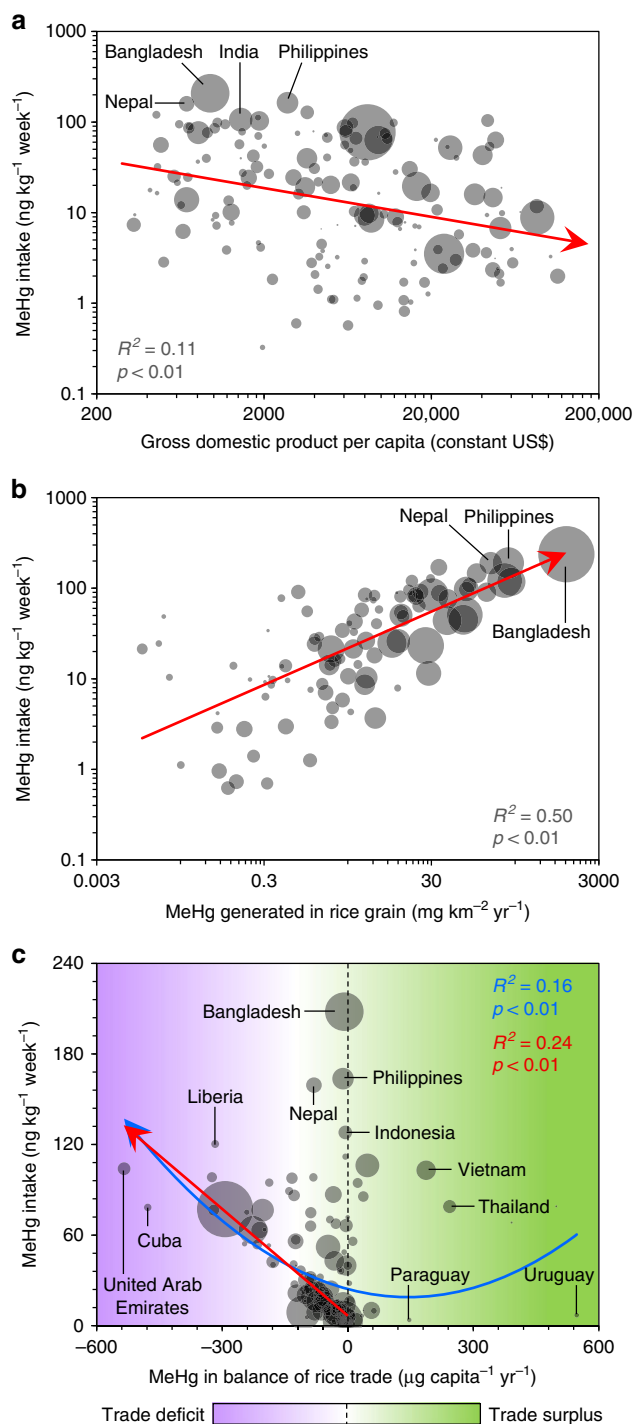 a
1000
100
10
1
0.1
MeHg intake (ng kg⁻¹ week⁻¹)
Bangladesh
India
Philippines
Nepal
R² = 0.11
p < 0.01
200
2000
20,000
200,000
Gross domestic product per capita (constant US$)
b
1000
100
10
1
0.1
MeHg intake (ng kg⁻¹ week⁻¹)
Nepal
Philippines
Bangladesh
R² = 0.50
p < 0.01
0.003
0.3
30
3000
MeHg generated in rice grain (mg km⁻² yr⁻¹)
c
240
180
120
60
0
MeHg intake (ng kg⁻¹ week⁻¹)
Bangladesh
R² = 0.16
p < 0.01
R² = 0.24
p < 0.01
Philippines
Nepal
Liberia
Indonesia
Vietnam
Thailand
Cuba
United Arab
Emirates
Paraguay
Uruguay
−600
−300
0
300
600
MeHg in balance of rice trade (µg capita⁻¹ yr⁻¹)
Trade deficit
Trade surplus